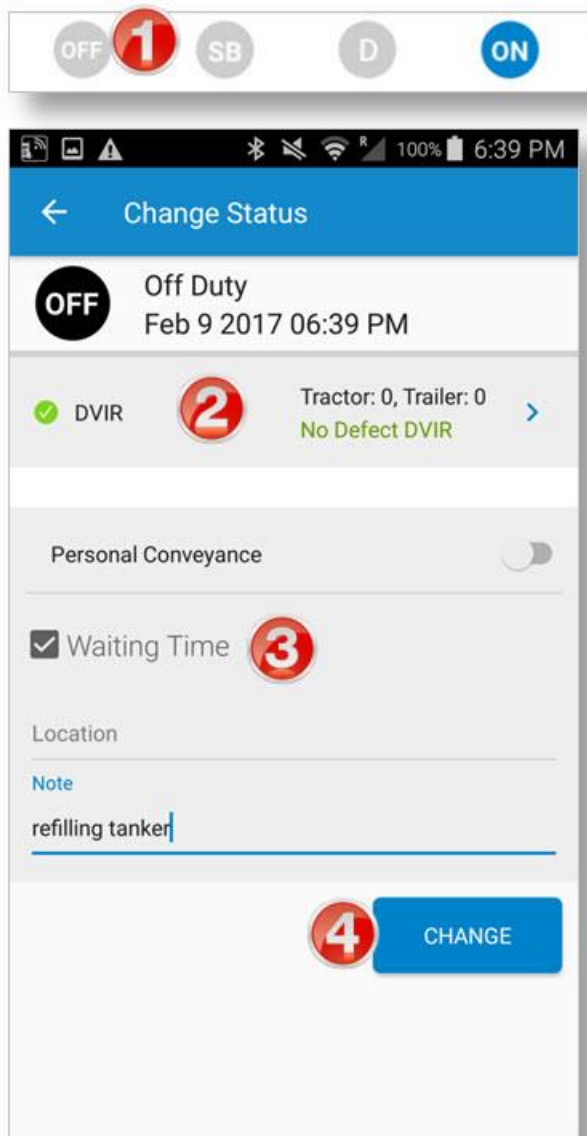 OFF 1 SB D ON
R 100% 6:39 PM
Change Status
OFF Off Duty
Feb 9 2017 06:39 PM
DVIR 2 Tractor: 0, Trailer: 0
No Defect DVIR
Personal Conveyance
Waiting Time 3
Location
Note
refilling tanker
4 CHANGE